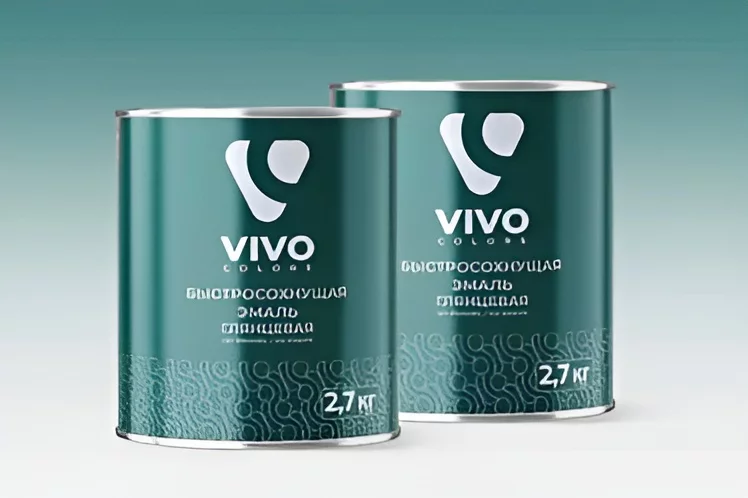 VIVO
COLORS
БЫСТРОСОХНУЩАЯ
ЭМАЛЬ
ГЛЯНЦЕВАЯ
2,7 КГ
VIVO
COLORS
БЫСТРОСОХНУЩАЯ
ЭМАЛЬ
ГЛЯНЦЕВАЯ
2,7 КГ